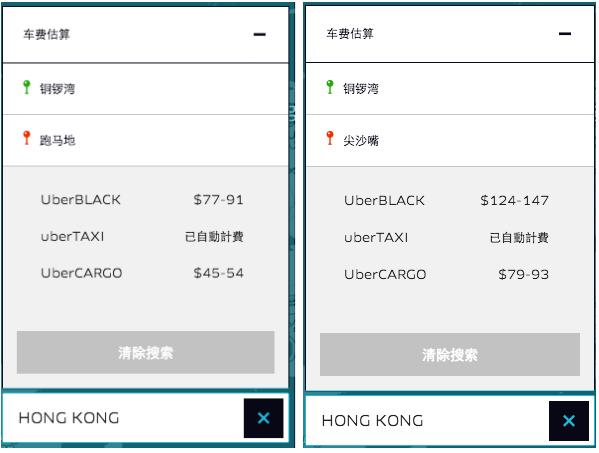 车费估算
铜锣湾
跑马地
UberBLACK $77-91
uberTAXI 已自動計費
UberCARGO $45-54
清除搜索
HONG KONG
车费估算
铜锣湾
尖沙嘴
UberBLACK $124-147
uberTAXI 已自動計費
UberCARGO $79-93
清除搜索
HONG KONG